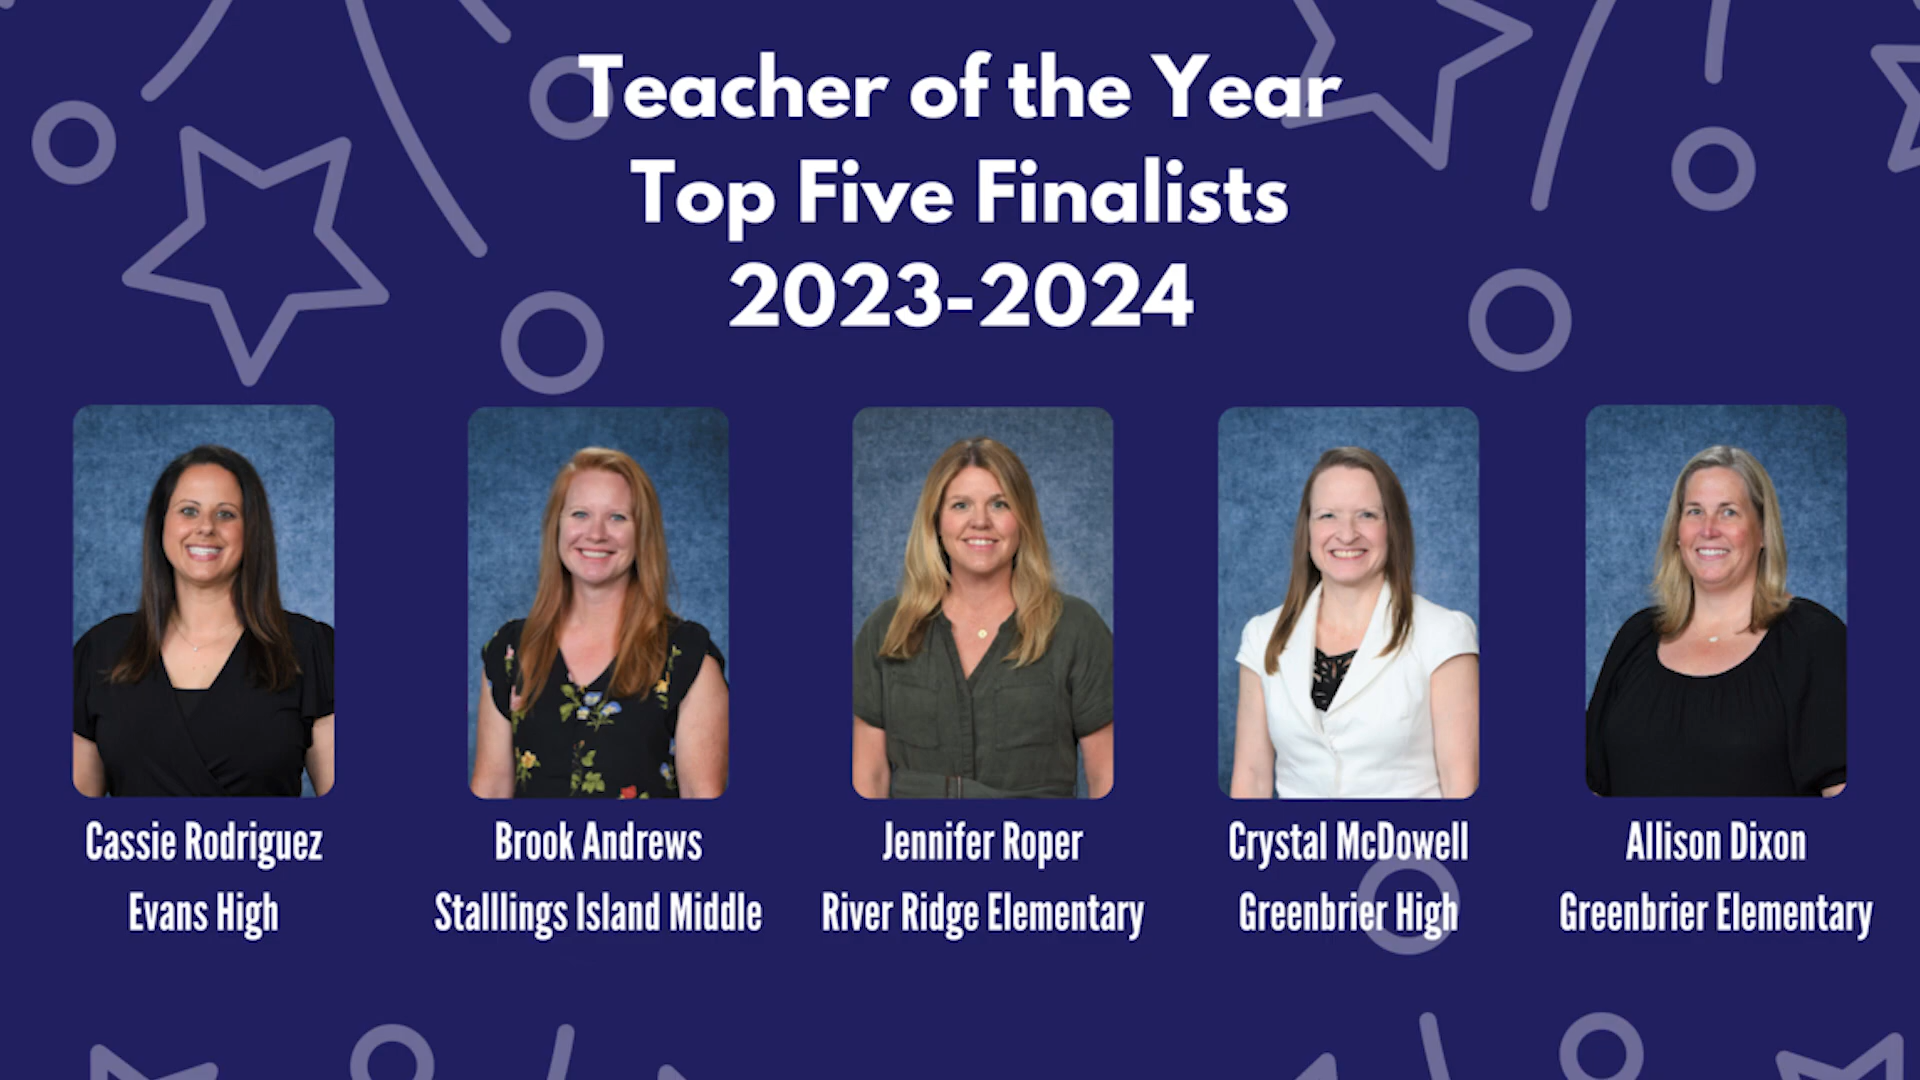 Teacher of the Year
Top Five Finalists
2023-2024
Cassie Rodriguez
Evans High
Brook Andrews
Stalllings Island Middle
Jennifer Roper
River Ridge Elementary
Crystal McDowell
Greenbrier High
Allison Dixon
Greenbrier Elementary